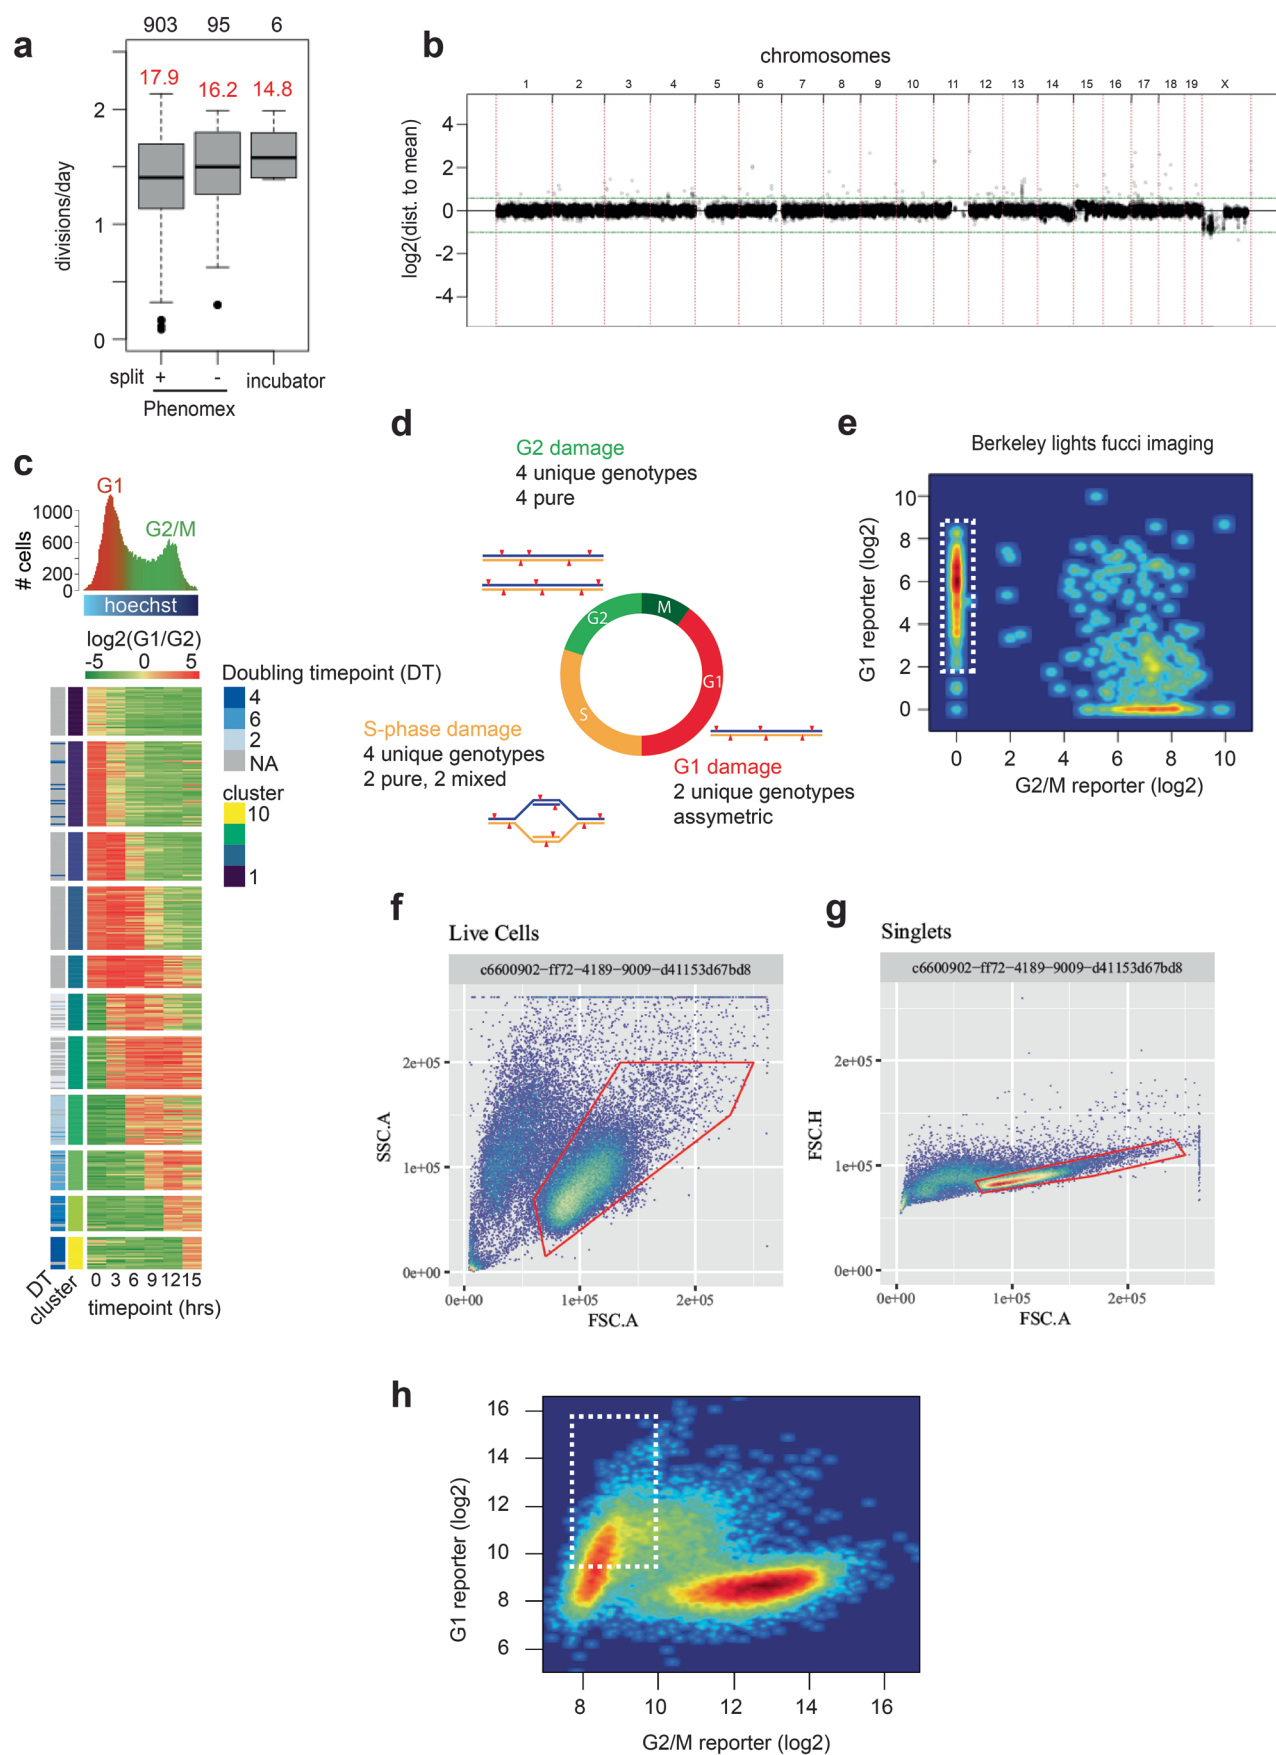 a
903 95 6
17.9
16.2
14.8
2
1
0
divisions/day
split + - incubator
Phenomex
b
chromosomes
1 2 3 4 5 6 7 8 9 10 11 12 13 14 15 16 17 18 19 X
4
2
0
-2
-4
log2(dist. to mean)
c
G1
G2/M
1000
600
200
0
# cells
hoechst
log2(G1/G2)
-5 0 5
Doubling timepoint (DT)
4
6
2
NA
cluster
10
1
DT
cluster
0 3 6 9 12 15
timepoint (hrs)
d
G2 damage
4 unique genotypes
4 pure
G2
M
G1
S
S-phase damage
4 unique genotypes
2 pure, 2 mixed
G1 damage
2 unique genotypes
assymetric
e
Berkeley lights fucci imaging
10
8
6
4
2
0
G1 reporter (log2)
0 2 4 6 8 10
G2/M reporter (log2)
f
Live Cells
c6600902−ff72−4189−9009−d41153d67bd8
2e+05
1e+05
0e+00
SSC.A
0e+00 1e+05 2e+05
FSC.A
g
Singlets
c6600902−ff72−4189−9009−d41153d67bd8
2e+05
1e+05
0e+00
FSC.H
0e+00 1e+05 2e+05
FSC.A
h
16
14
12
10
8
6
G1 reporter (log2)
8 10 12 14 16
G2/M reporter (log2)